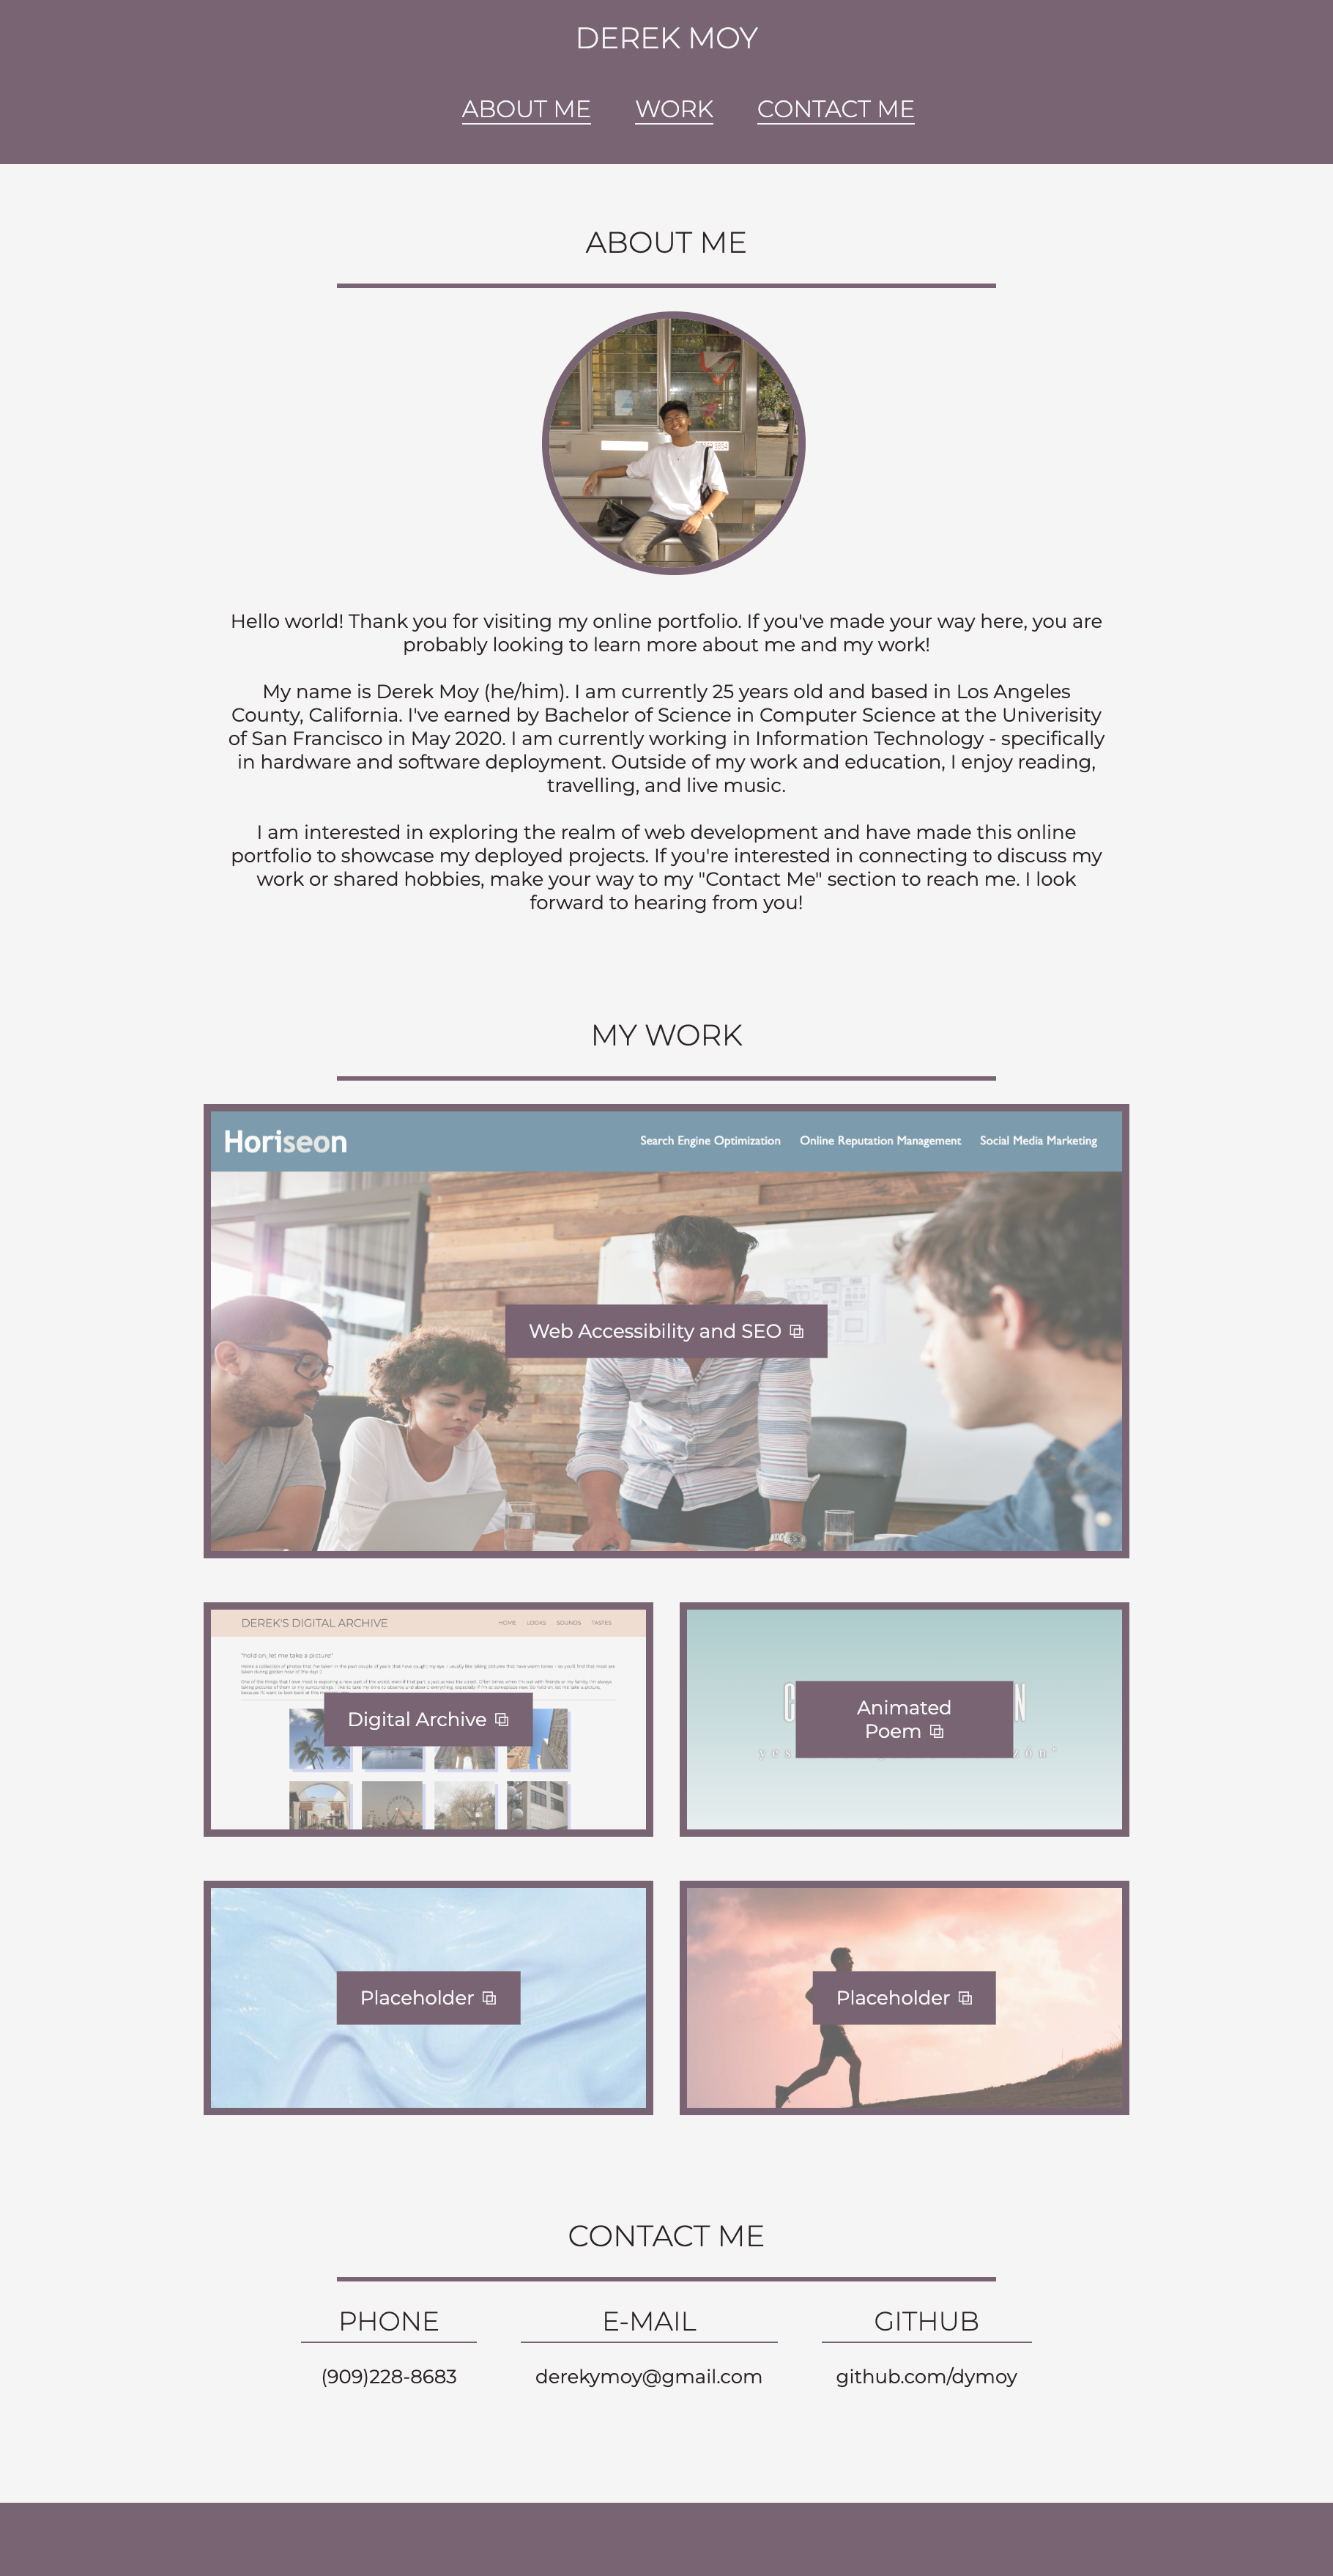 DEREK MOY
ABOUT ME WORK CONTACT ME
ABOUT ME
Hello world! Thank you for visiting my online portfolio. If you've made your way here, you are
probably looking to learn more about me and my work!
My name is Derek Moy (he/him). I am currently 25 years old and based in Los Angeles
County, California. I've earned by Bachelor of Science in Computer Science at the Univerisity
of San Francisco in May 2020. I am currently working in Information Technology - specifically
in hardware and software deployment. Outside of my work and education, I enjoy reading,
travelling, and live music.
I am interested in exploring the realm of web development and have made this online
portfolio to showcase my deployed projects. If you're interested in connecting to discuss my
work or shared hobbies, make your way to my "Contact Me" section to reach me. I look
forward to hearing from you!
MY WORK
Horiseon
Search Engine Optimization Online Reputation Management Social Media Marketing
Web Accessibility and SEO
DEREK'S DIGITAL ARCHIVE
HOME LOOKS SOUNDS TASTES
"hold on, let me take a picture"
Digital Archive
Animated
Poem
Placeholder
Placeholder
CONTACT ME
PHONE E-MAIL GITHUB
(909)228-8683 derekymoy@gmail.com github.com/dymoy